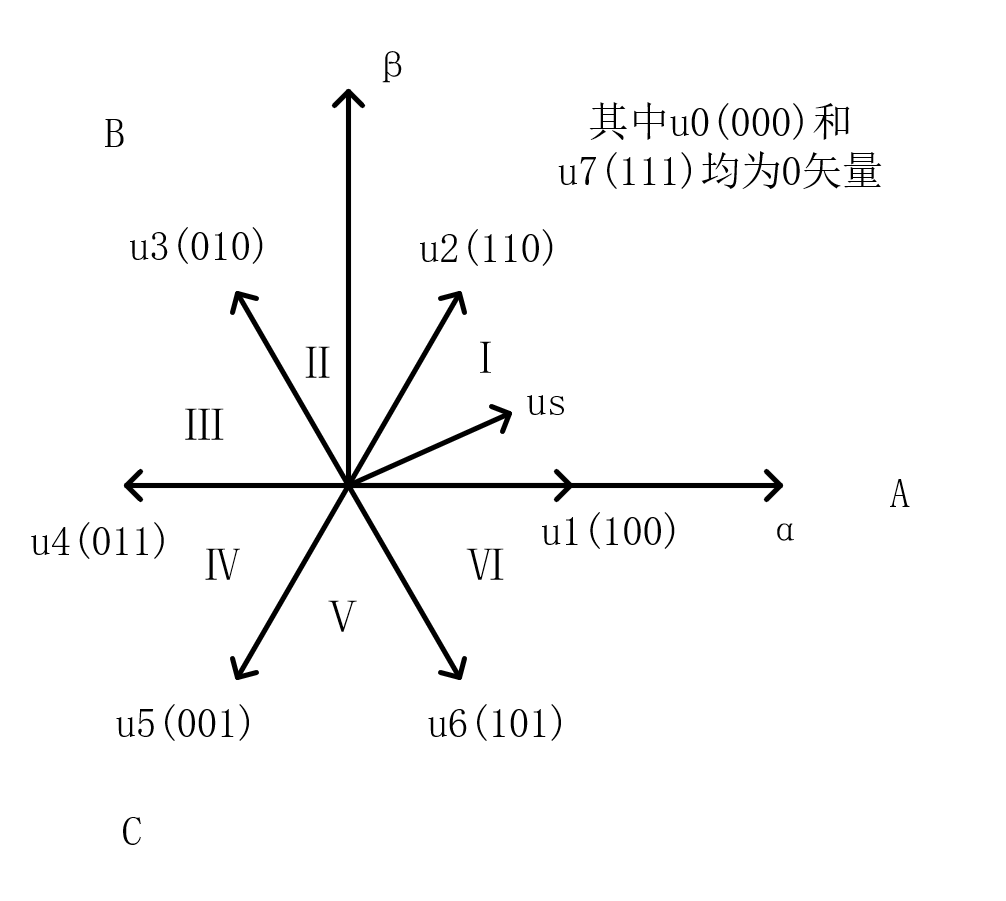 β
其中u0(000)和
u7(111)均为0矢量
B
u3(010)
u2(110)
Ⅱ
Ⅰ
us
Ⅲ
A
u1(100)
α
u4(011)
Ⅳ
Ⅵ
Ⅴ
u5(001)
u6(101)
C